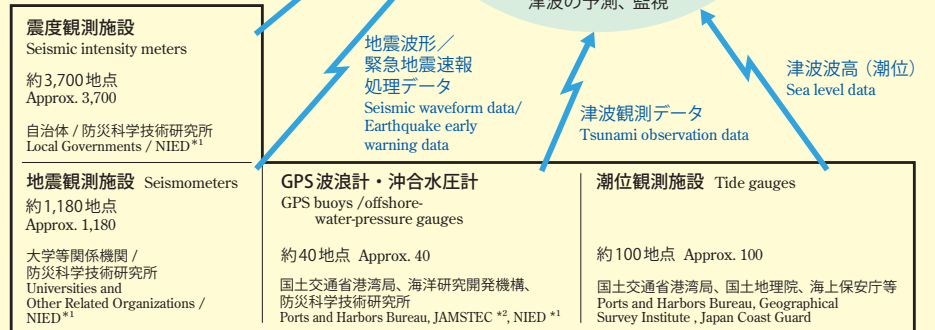 津波の予測、監視
震度観測施設
Seismic intensity meters
約3,700地点
Approx. 3,700
自治体 / 防災科学技術研究所
Local Governments / NIED*1
地震波形／
緊急地震速報
処理データ
Seismic waveform data/
Earthquake early
warning data
津波観測データ
Tsunami observation data
津波波高（潮位）
Sea level data
地震観測施設 Seismometers
約1,180地点
Approx. 1,180
大学等関係機関 /
防災科学技術研究所
Universities and
Other Related Organizations /
NIED*1
GPS波浪計・沖合水圧計
GPS buoys /offshore-
water-pressure gauges
約40地点 Approx. 40
国土交通省港湾局、海洋研究開発機構、
防災科学技術研究所
Ports and Harbors Bureau, JAMSTEC *2, NIED *1
潮位観測施設 Tide gauges
約100地点 Approx. 100
国土交通省港湾局、国土地理院、海上保安庁等
Ports and Harbors Bureau, Geographical
Survey Institute , Japan Coast Guard